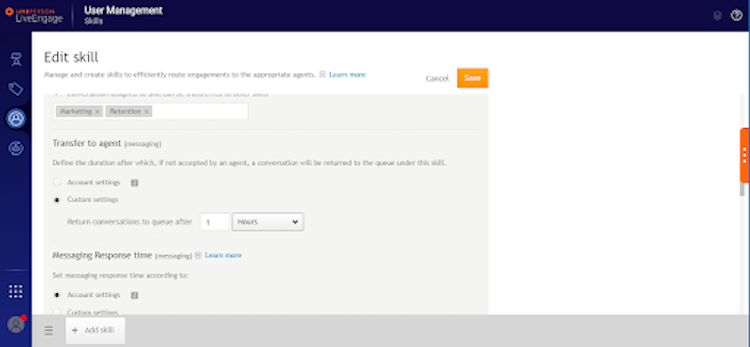 LIVEPERSON
LiveEngage
User Management
Skills
Edit skill
Manage and create skills to efficiently route engagements to the appropriate agents. Learn more
Cancel
Save
Marketing ×
Retention ×
Transfer to agent (messaging)
Define the duration after which, if not accepted by an agent, a conversation will be returned to the queue under this skill.
Account settings
Custom settings
Return conversations to queue after 1 Hours
Messaging Response time (messaging) Learn more
Set messaging response time according to:
Account settings
Custom settings
+ Add skill